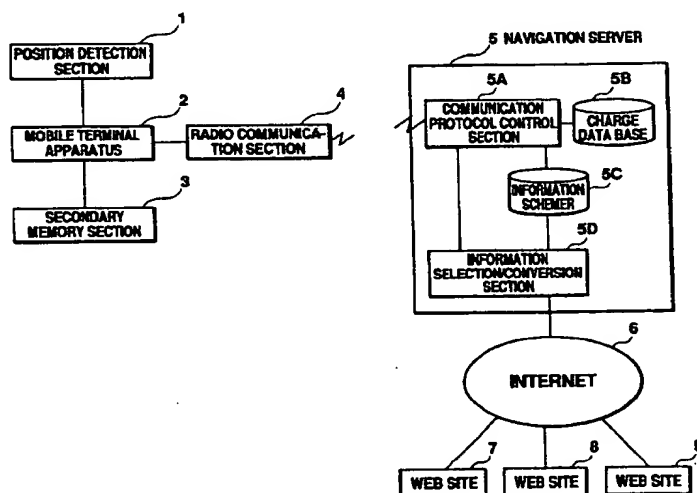 1
POSITION DETECTION
SECTION
2
MOBILE TERMINAL
APPARATUS
4
RADIO COMMUNICA-
TION SECTION
3
SECONDARY
MEMORY SECTION
5 NAVIGATION SERVER
5A
COMMUNICATION
PROTOCOL CONTROL
SECTION
5B
CHARGE
DATA BASE
INFORMATION
SCHEMER
5C
5D
INFORMATION
SELECTION/CONVERSION
SECTION
6
INTERNET
7
WEB SITE
8
WEB SITE
9
WEB SITE